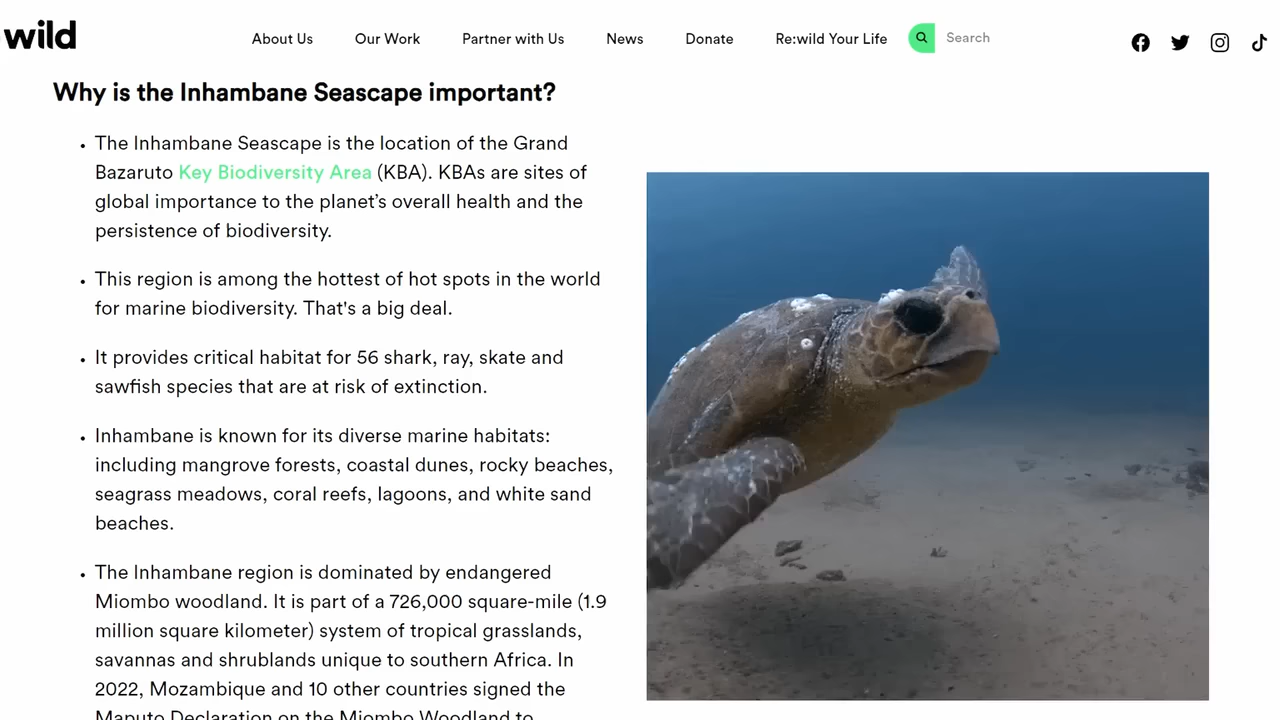 wild
About Us Our Work Partner with Us News Donate Re:wild Your Life Search
Why is the Inhambane Seascape important?
• The Inhambane Seascape is the location of the Grand
Bazaruto Key Biodiversity Area (KBA). KBAs are sites of
global importance to the planet’s overall health and the
persistence of biodiversity.
• This region is among the hottest of hot spots in the world
for marine biodiversity. That's a big deal.
• It provides critical habitat for 56 shark, ray, skate and
sawfish species that are at risk of extinction.
• Inhambane is known for its diverse marine habitats:
including mangrove forests, coastal dunes, rocky beaches,
seagrass meadows, coral reefs, lagoons, and white sand
beaches.
• The Inhambane region is dominated by endangered
Miombo woodland. It is part of a 726,000 square-mile (1.9
million square kilometer) system of tropical grasslands,
savannas and shrublands unique to southern Africa. In
2022, Mozambique and 10 other countries signed the
Maputo Declaration on the Miombo Woodland to